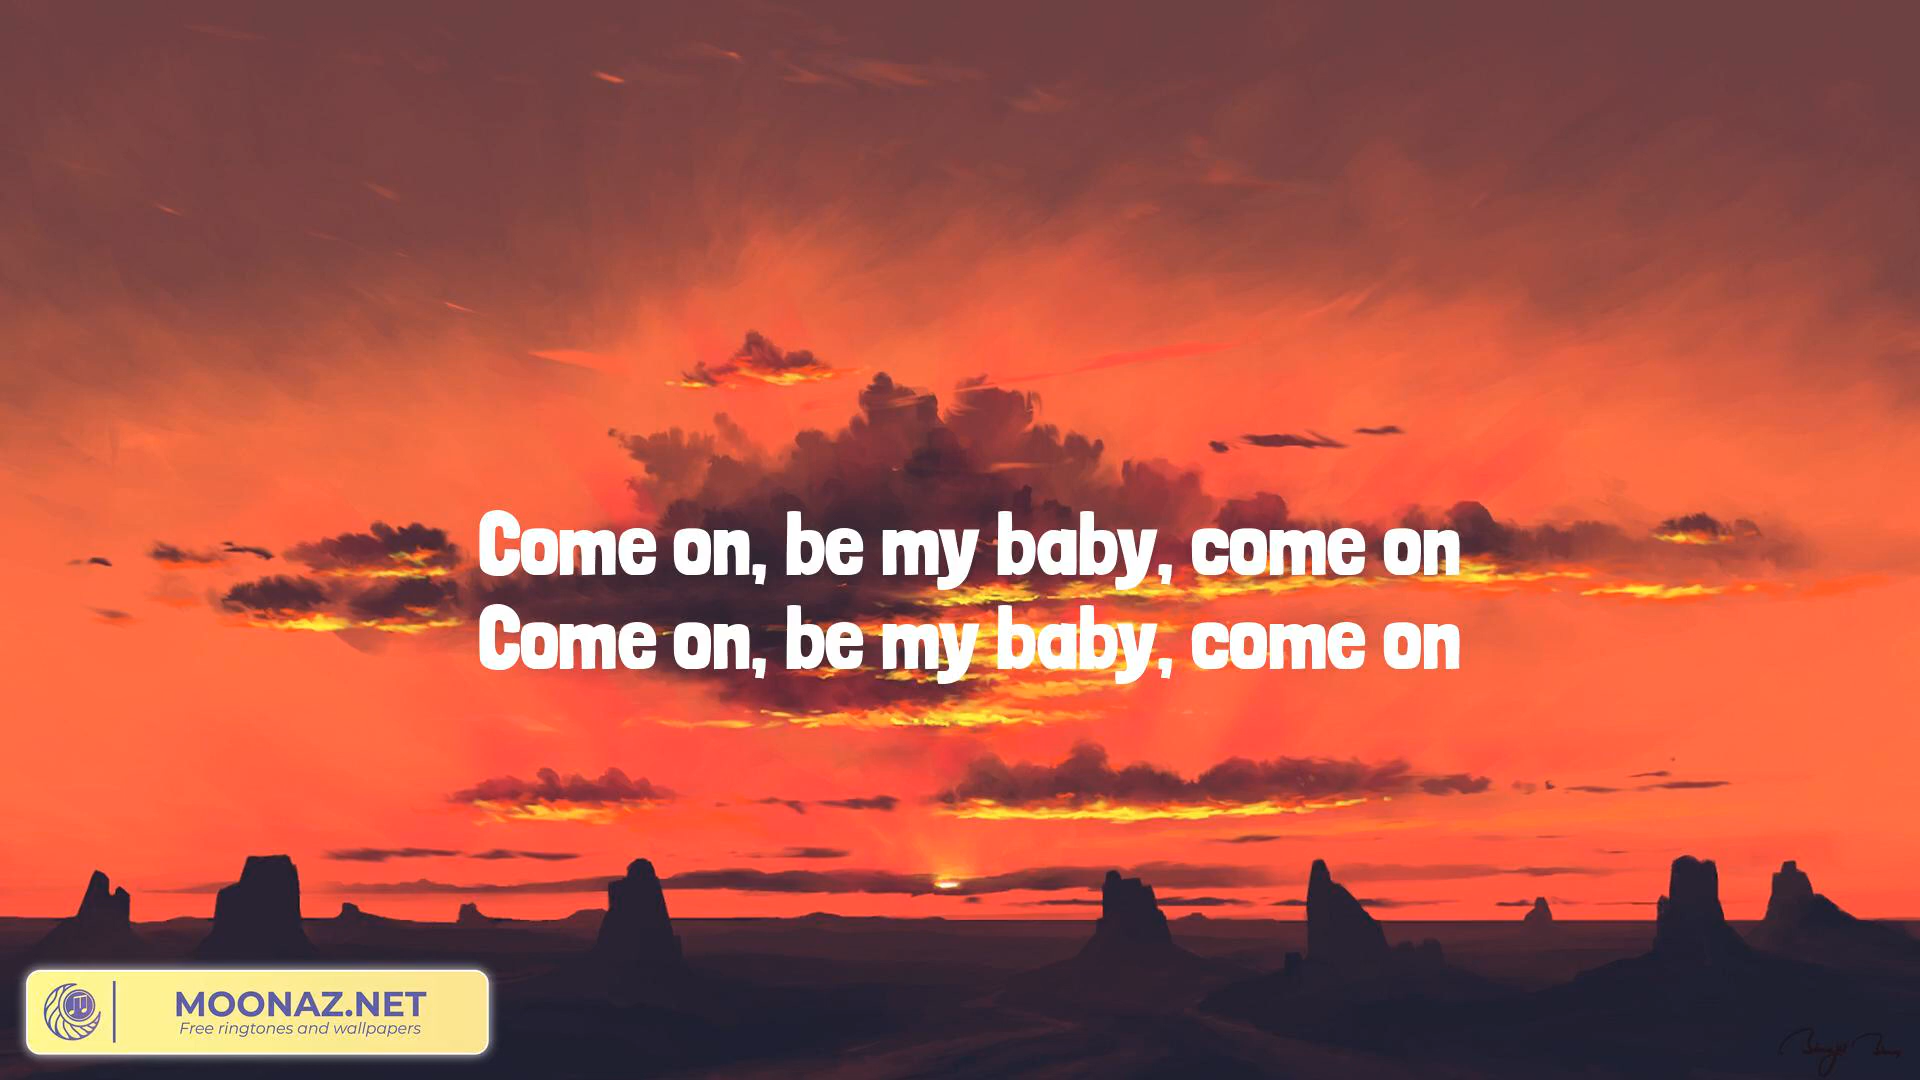 Come on, be my baby, come on
Come on, be my baby, come on
MOONAZ.NET
Free ringtones and wallpapers